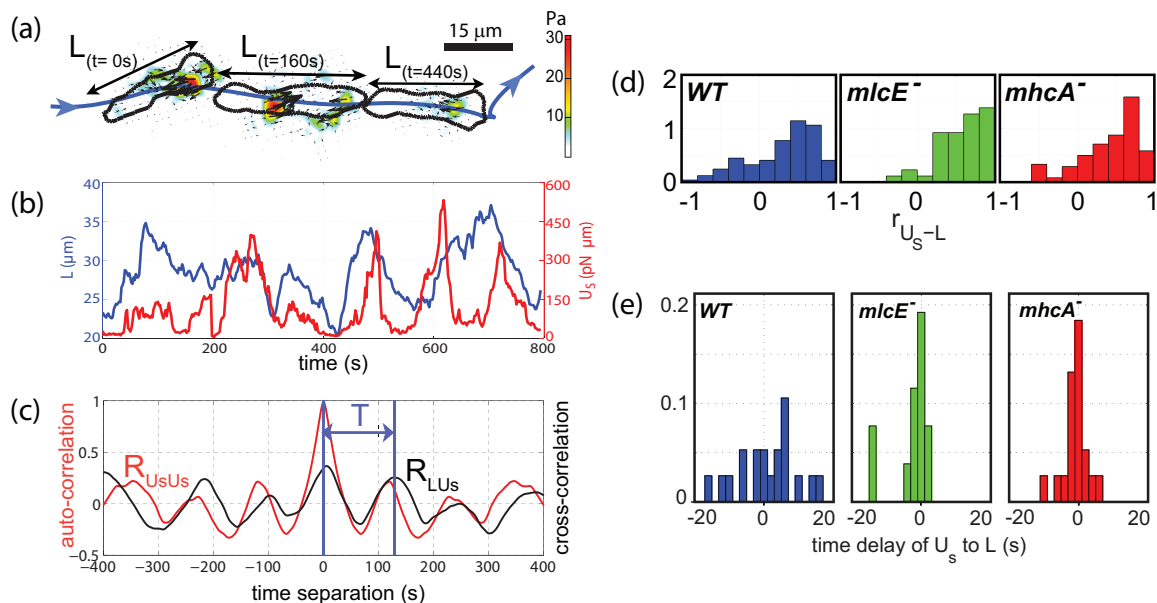 (a)
L(t= 0s)
L(t=160s)
L(t=440s)
15 µm
Pa
30
20
10
(b)
L (µm)
40
35
30
25
20
600
450
300
150
0
Us (pN µm)
0
200
400
600
800
time (s)
(c)
auto-correlation
1
0.5
0
−0.5
T
RUsUs
RLUs
cross-correlation
−400
−300
−200
−100
0
100
200
300
400
time separation (s)
(d)
2
1
0
WT
mlcE-
mhcA-
-1
0
1
-1
0
1
-1
0
1
rUS−L
(e)
0.2
0.1
0
WT
mlcE-
mhcA-
-20
0
20
-20
0
20
-20
0
20
time delay of Us to L (s)